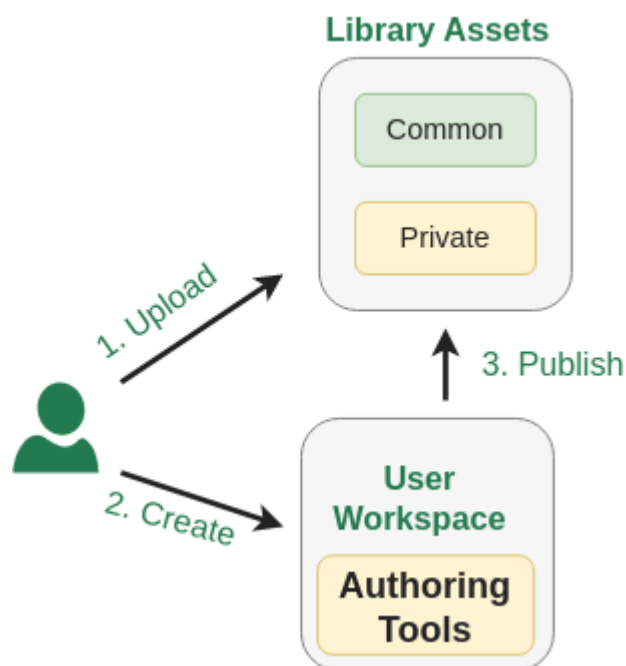 Library Assets
Common
Private
1. Upload
3. Publish
2. Create
User
Workspace
Authoring
Tools